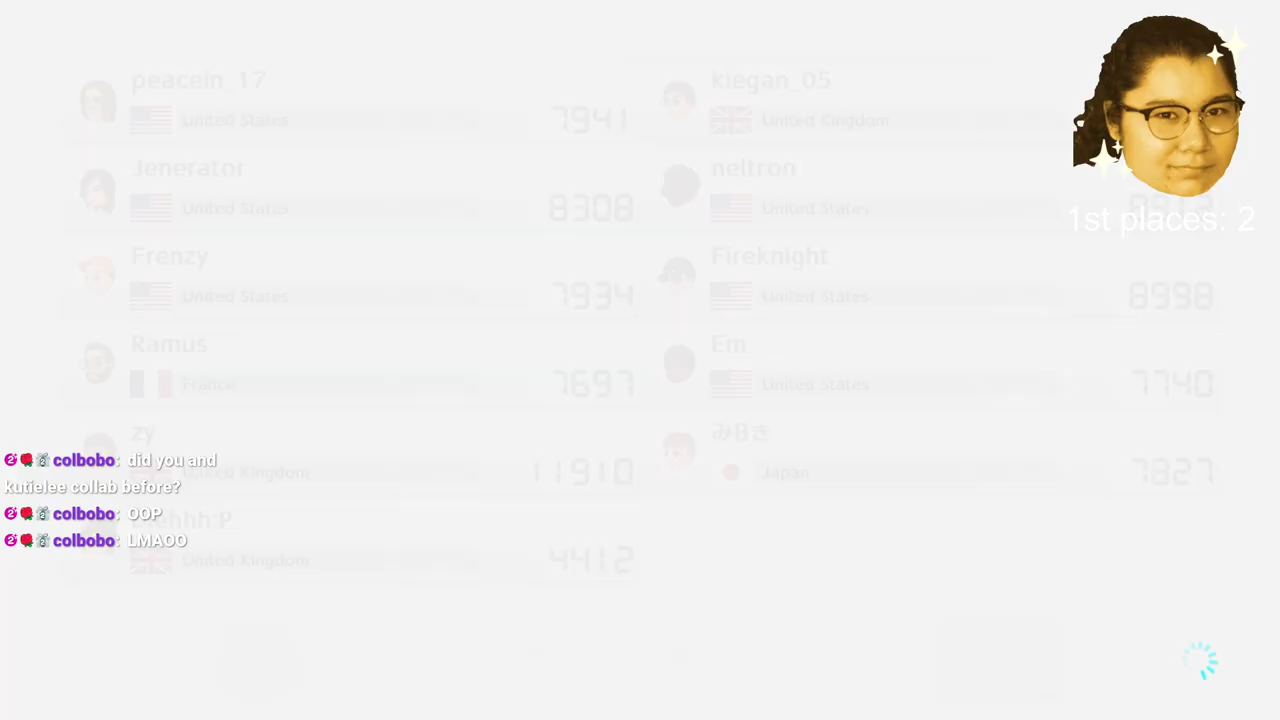 peacein_17
United States
7941
kiegan_05
United Kingdom
Jenerator
United States
8308
neltron
United States
1st places: 2
Frenzy
United States
7934
Fireknight
United States
8998
Ramus
France
7697
Em
United States
7740
zy
United Kingdom
11910
みゆき
Japan
7827
colbobo: did you and
kutielee collab before?
colbobo: OOP
colbobo: LMAOO
United Kingdom
4412